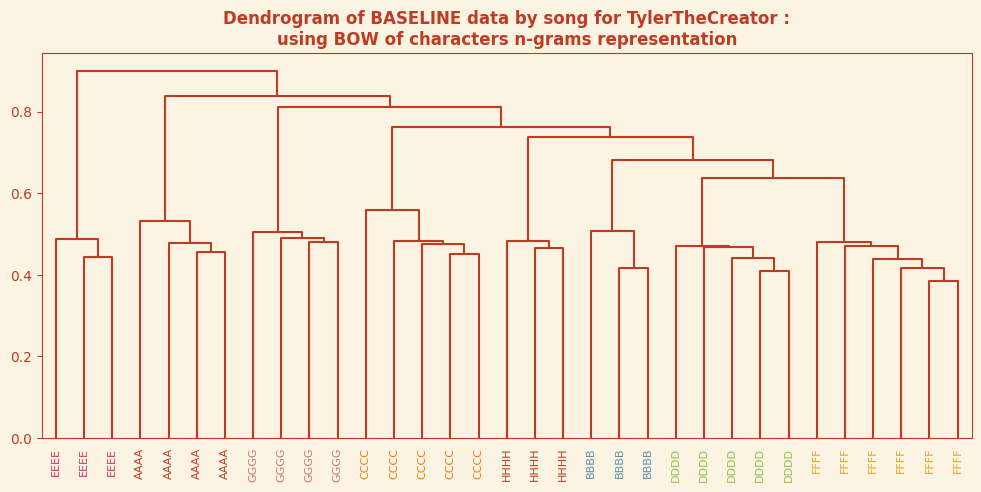 Dendrogram of BASELINE data by song for TylerTheCreator :
using BOW of characters n-grams representation
0.8
0.6
0.4
0.2
0.0
EEEE EEEE EEEE AAAA AAAA AAAA AAAA GGGG GGGG GGGG GGGG CCCC CCCC CCCC CCCC CCCC HHHH HHHH HHHH BBBB BBBB BBBB DDDD DDDD DDDD DDDD DDDD FFFF FFFF FFFF FFFF FFFF FFFF